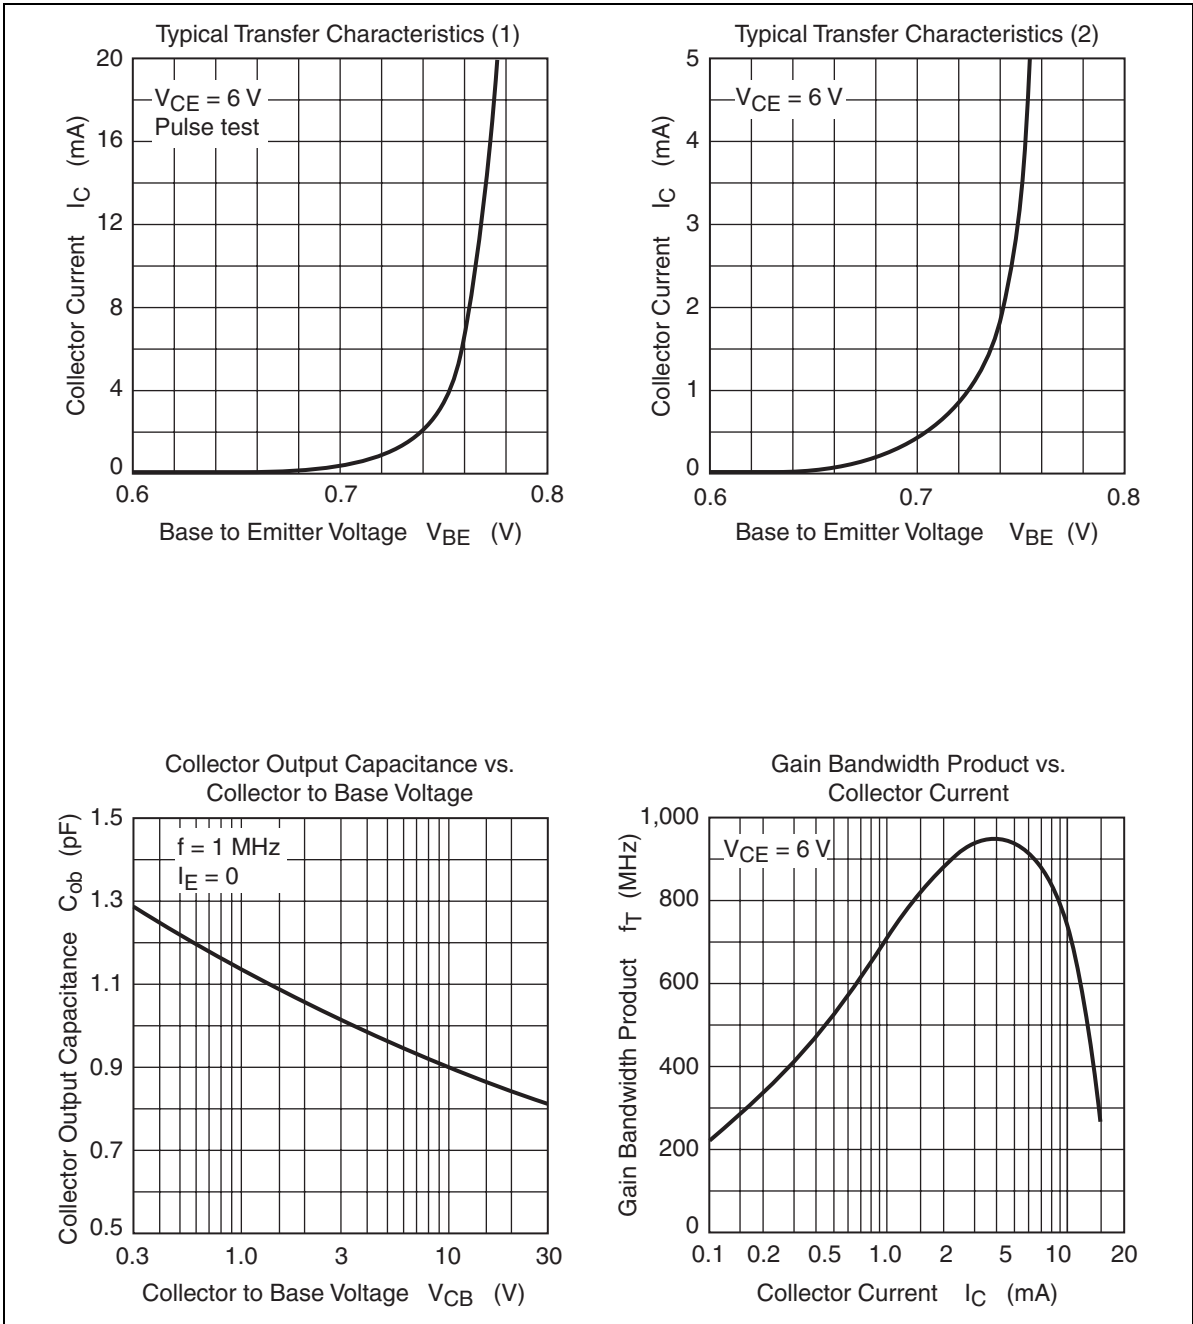 Typical Transfer Characteristics (1)
20
16
12
8
4
0
Collector Current IC (mA)
VCE = 6 V
Pulse test
0.6 0.7 0.8
Base to Emitter Voltage VBE (V)
Typical Transfer Characteristics (2)
5
4
3
2
1
0
Collector Current IC (mA)
VCE = 6 V
0.6 0.7 0.8
Base to Emitter Voltage VBE (V)
Collector Output Capacitance vs.
Collector to Base Voltage
1.5
1.3
1.1
0.9
0.7
0.5
Collector Output Capacitance Cob (pF)
f = 1 MHz
IE = 0
0.3 1.0 3 10 30
Collector to Base Voltage VCB (V)
Gain Bandwidth Product vs.
Collector Current
1,000
800
600
400
200
0
Gain Bandwidth Product fT (MHz)
VCE = 6 V
0.1 0.2 0.5 1.0 2 5 10 20
Collector Current IC (mA)